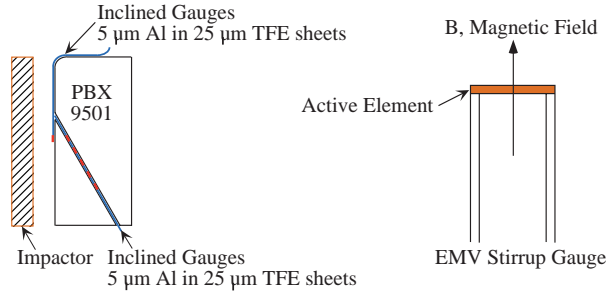 Inclined Gauges
5 µm Al in 25 µm TFE sheets
PBX
9501
Impactor
Inclined Gauges
5 µm Al in 25 µm TFE sheets
B, Magnetic Field
Active Element
EMV Stirrup Gauge